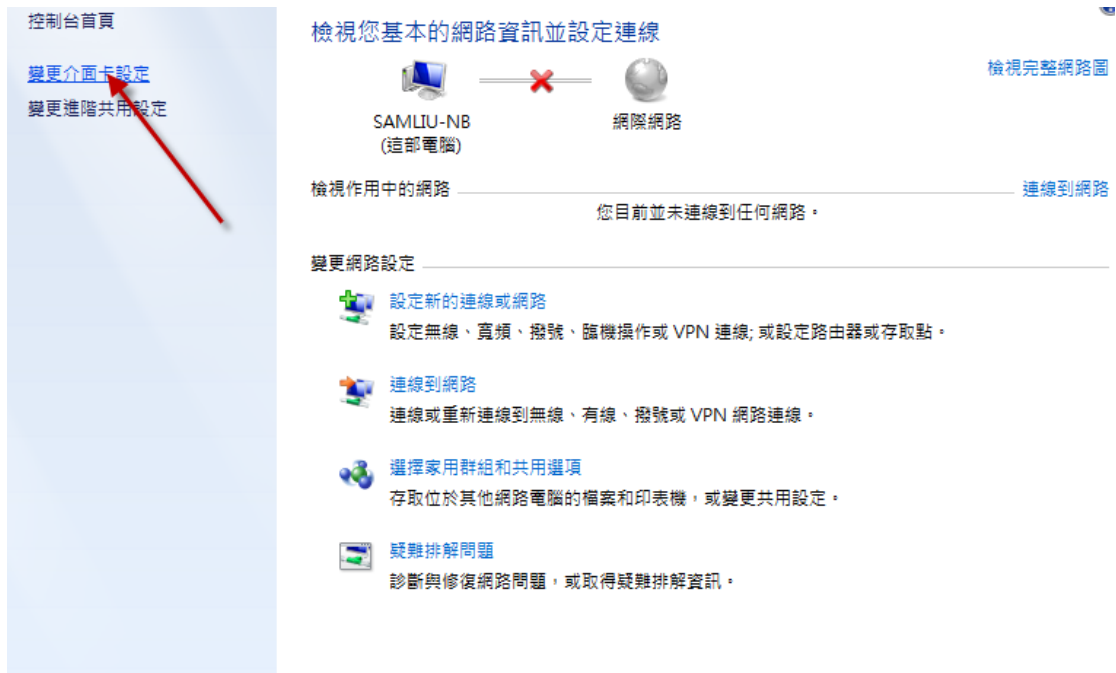 控制台首頁
變更介面卡設定
變更進階共用設定
檢視您基本的網路資訊並設定連線
檢視完整網路圖
SAMLIU-NB
(這部電腦)
網際網路
檢視作用中的網路
連線到網路
您目前並未連線到任何網路。
變更網路設定
設定新的連線或網路
設定無線、寬頻、撥號、臨機操作或 VPN 連線; 或設定路由器或存取點。
連線到網路
連線或重新連線到無線、有線、撥號或 VPN 網路連線。
選擇家用群組和共用選項
存取位於其他網路電腦的檔案和印表機，或變更共用設定。
疑難排解問題
診斷與修復網路問題，或取得疑難排解資訊。